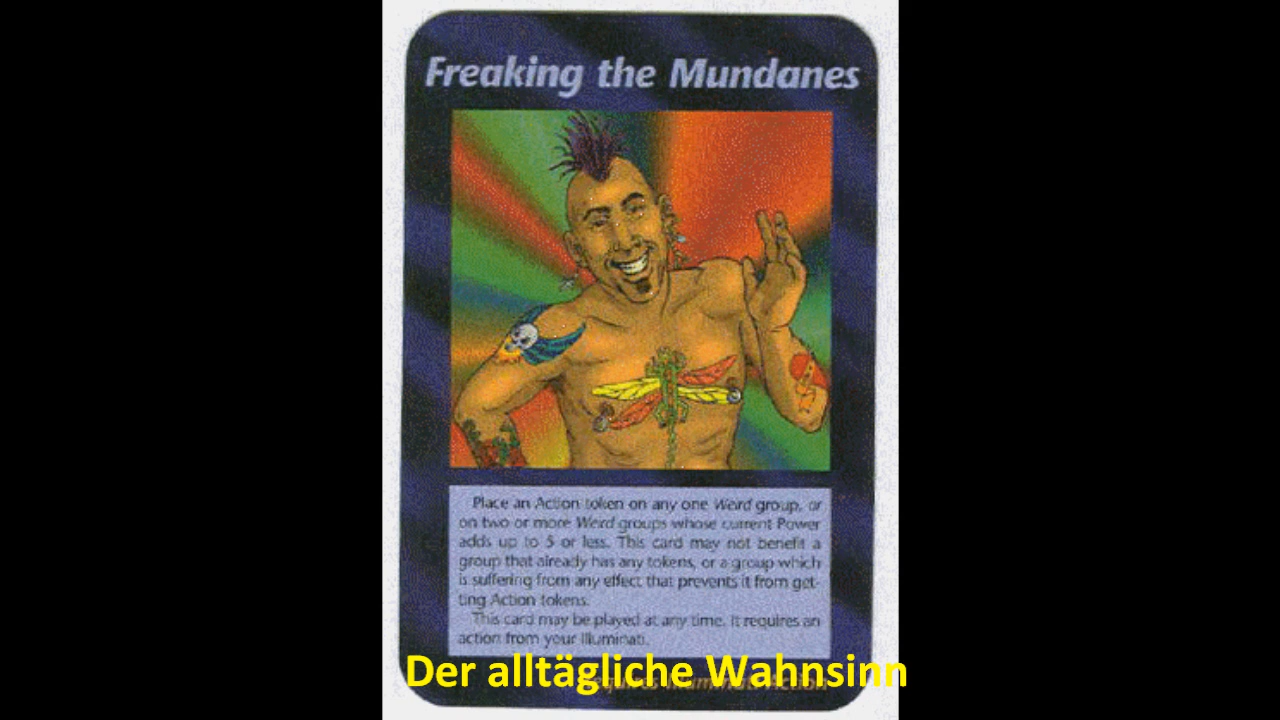 Freaking the Mundanes
Place an Action token on any one Weird group, or
on two or more Weird groups whose current Power
adds up to 5 or less. This card may not benefit a
group that already has any tokens, or a group which
is suffering from any effect that prevents it from get-
ting Action tokens.
This card may be played at any time. It requires an
action from your Illuminati.
Der alltägliche Wahnsinn